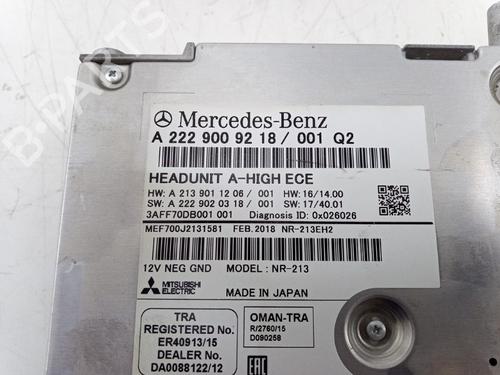 B-PARTS
Mercedes-Benz
A 222 900 92 18 / 001 Q2
HEADUNIT A-HIGH ECE
HW: A 213 901 12 06 / 001 HW: 16/14.00
SW: A 222 902 03 18 / 001 SW: 17/40.01
3AFF70DB001 001 Diagnosis ID: 0x026026
MEF700J2131581 FEB.2018 NR-213EH2
12V NEG GND MODEL : NR-213
MITSUBISHI
ELECTRIC
MADE IN JAPAN
TRA
REGISTERED No.
ER40913/15
DEALER No.
DA0088122/12
OMAN-TRA
R/2760/15
D090258
EAC